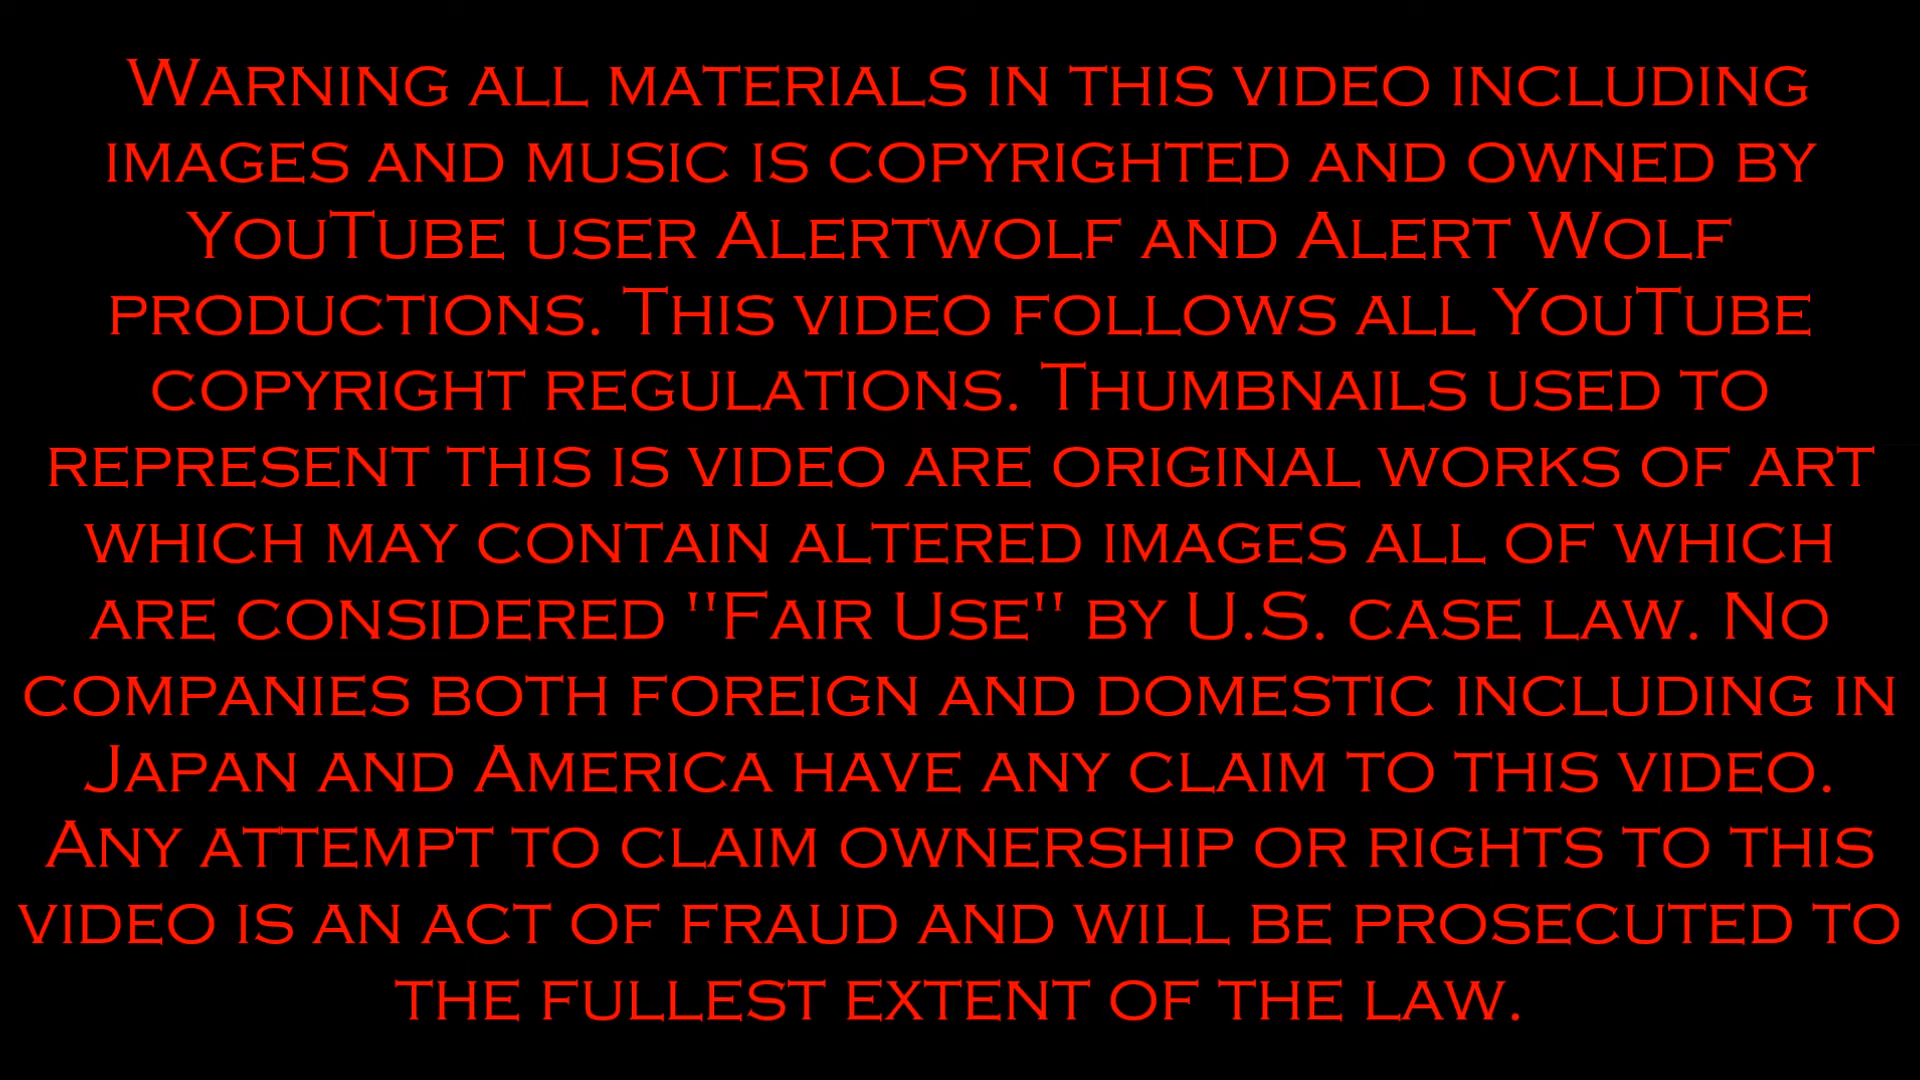 Warning all materials in this video including
images and music is copyrighted and owned by
YouTube user Alertwolf and Alert Wolf
productions. This video follows all YouTube
copyright regulations. Thumbnails used to
represent this is video are original works of art
which may contain altered images all of which
are considered "Fair Use" by U.S. case law. No
companies both foreign and domestic including in
Japan and America have any claim to this video.
Any attempt to claim ownership or rights to this
video is an act of fraud and will be prosecuted to
the fullest extent of the law.